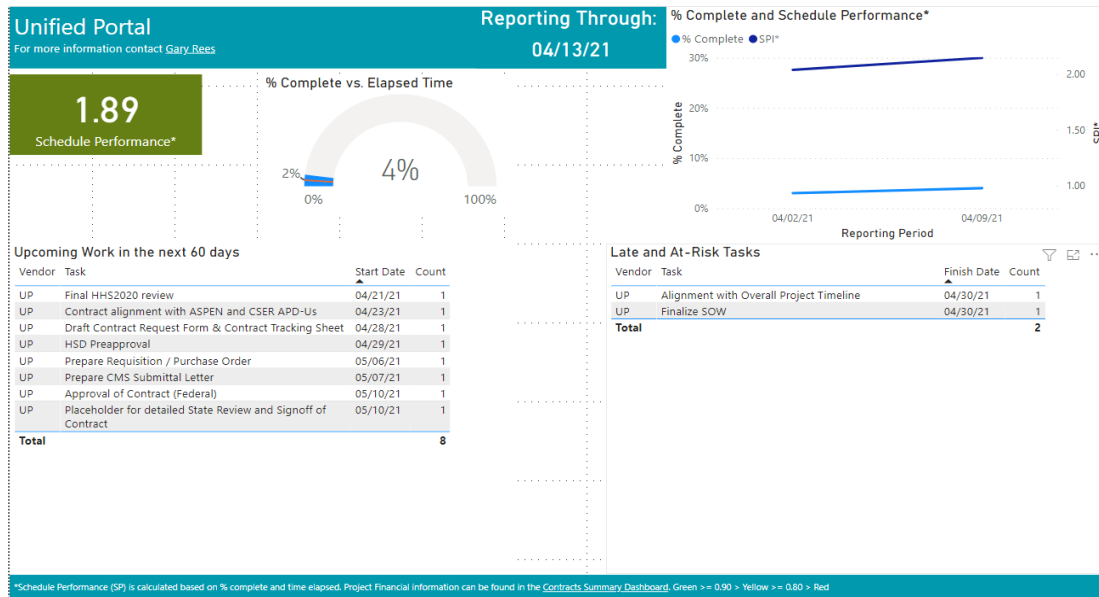 Unified Portal
For more information contact Gary Rees
Reporting Through:
04/13/21
1.89
Schedule Performance*
% Complete vs. Elapsed Time
4%
2%
0%
100%
% Complete and Schedule Performance*
% Complete SPI*
30%
20%
10%
0%
% Complete
2.00
1.50
1.00
SPI*
04/02/21 04/09/21
Reporting Period
Upcoming Work in the next 60 days
Vendor Task Start Date Count
UP Final HHS2020 review 04/21/21 1
UP Contract alignment with ASPEN and CSER APD-Us 04/23/21 1
UP Draft Contract Request Form & Contract Tracking Sheet 04/28/21 1
UP HSD Preapproval 04/29/21 1
UP Prepare Requisition / Purchase Order 05/06/21 1
UP Prepare CMS Submittal Letter 05/07/21 1
UP Approval of Contract (Federal) 05/10/21 1
UP Placeholder for detailed State Review and Signoff of 05/10/21 1
Contract
Total 8
Late and At-Risk Tasks
Vendor Task Finish Date Count
UP Alignment with Overall Project Timeline 04/30/21 1
UP Finalize SOW 04/30/21 1
Total 2
*Schedule Performance (SP) is calculated based on % complete and time elapsed. Project Financial information can be found in the Contracts Summary Dashboard. Green >= 0.90 > Yellow >= 0.80 > Red